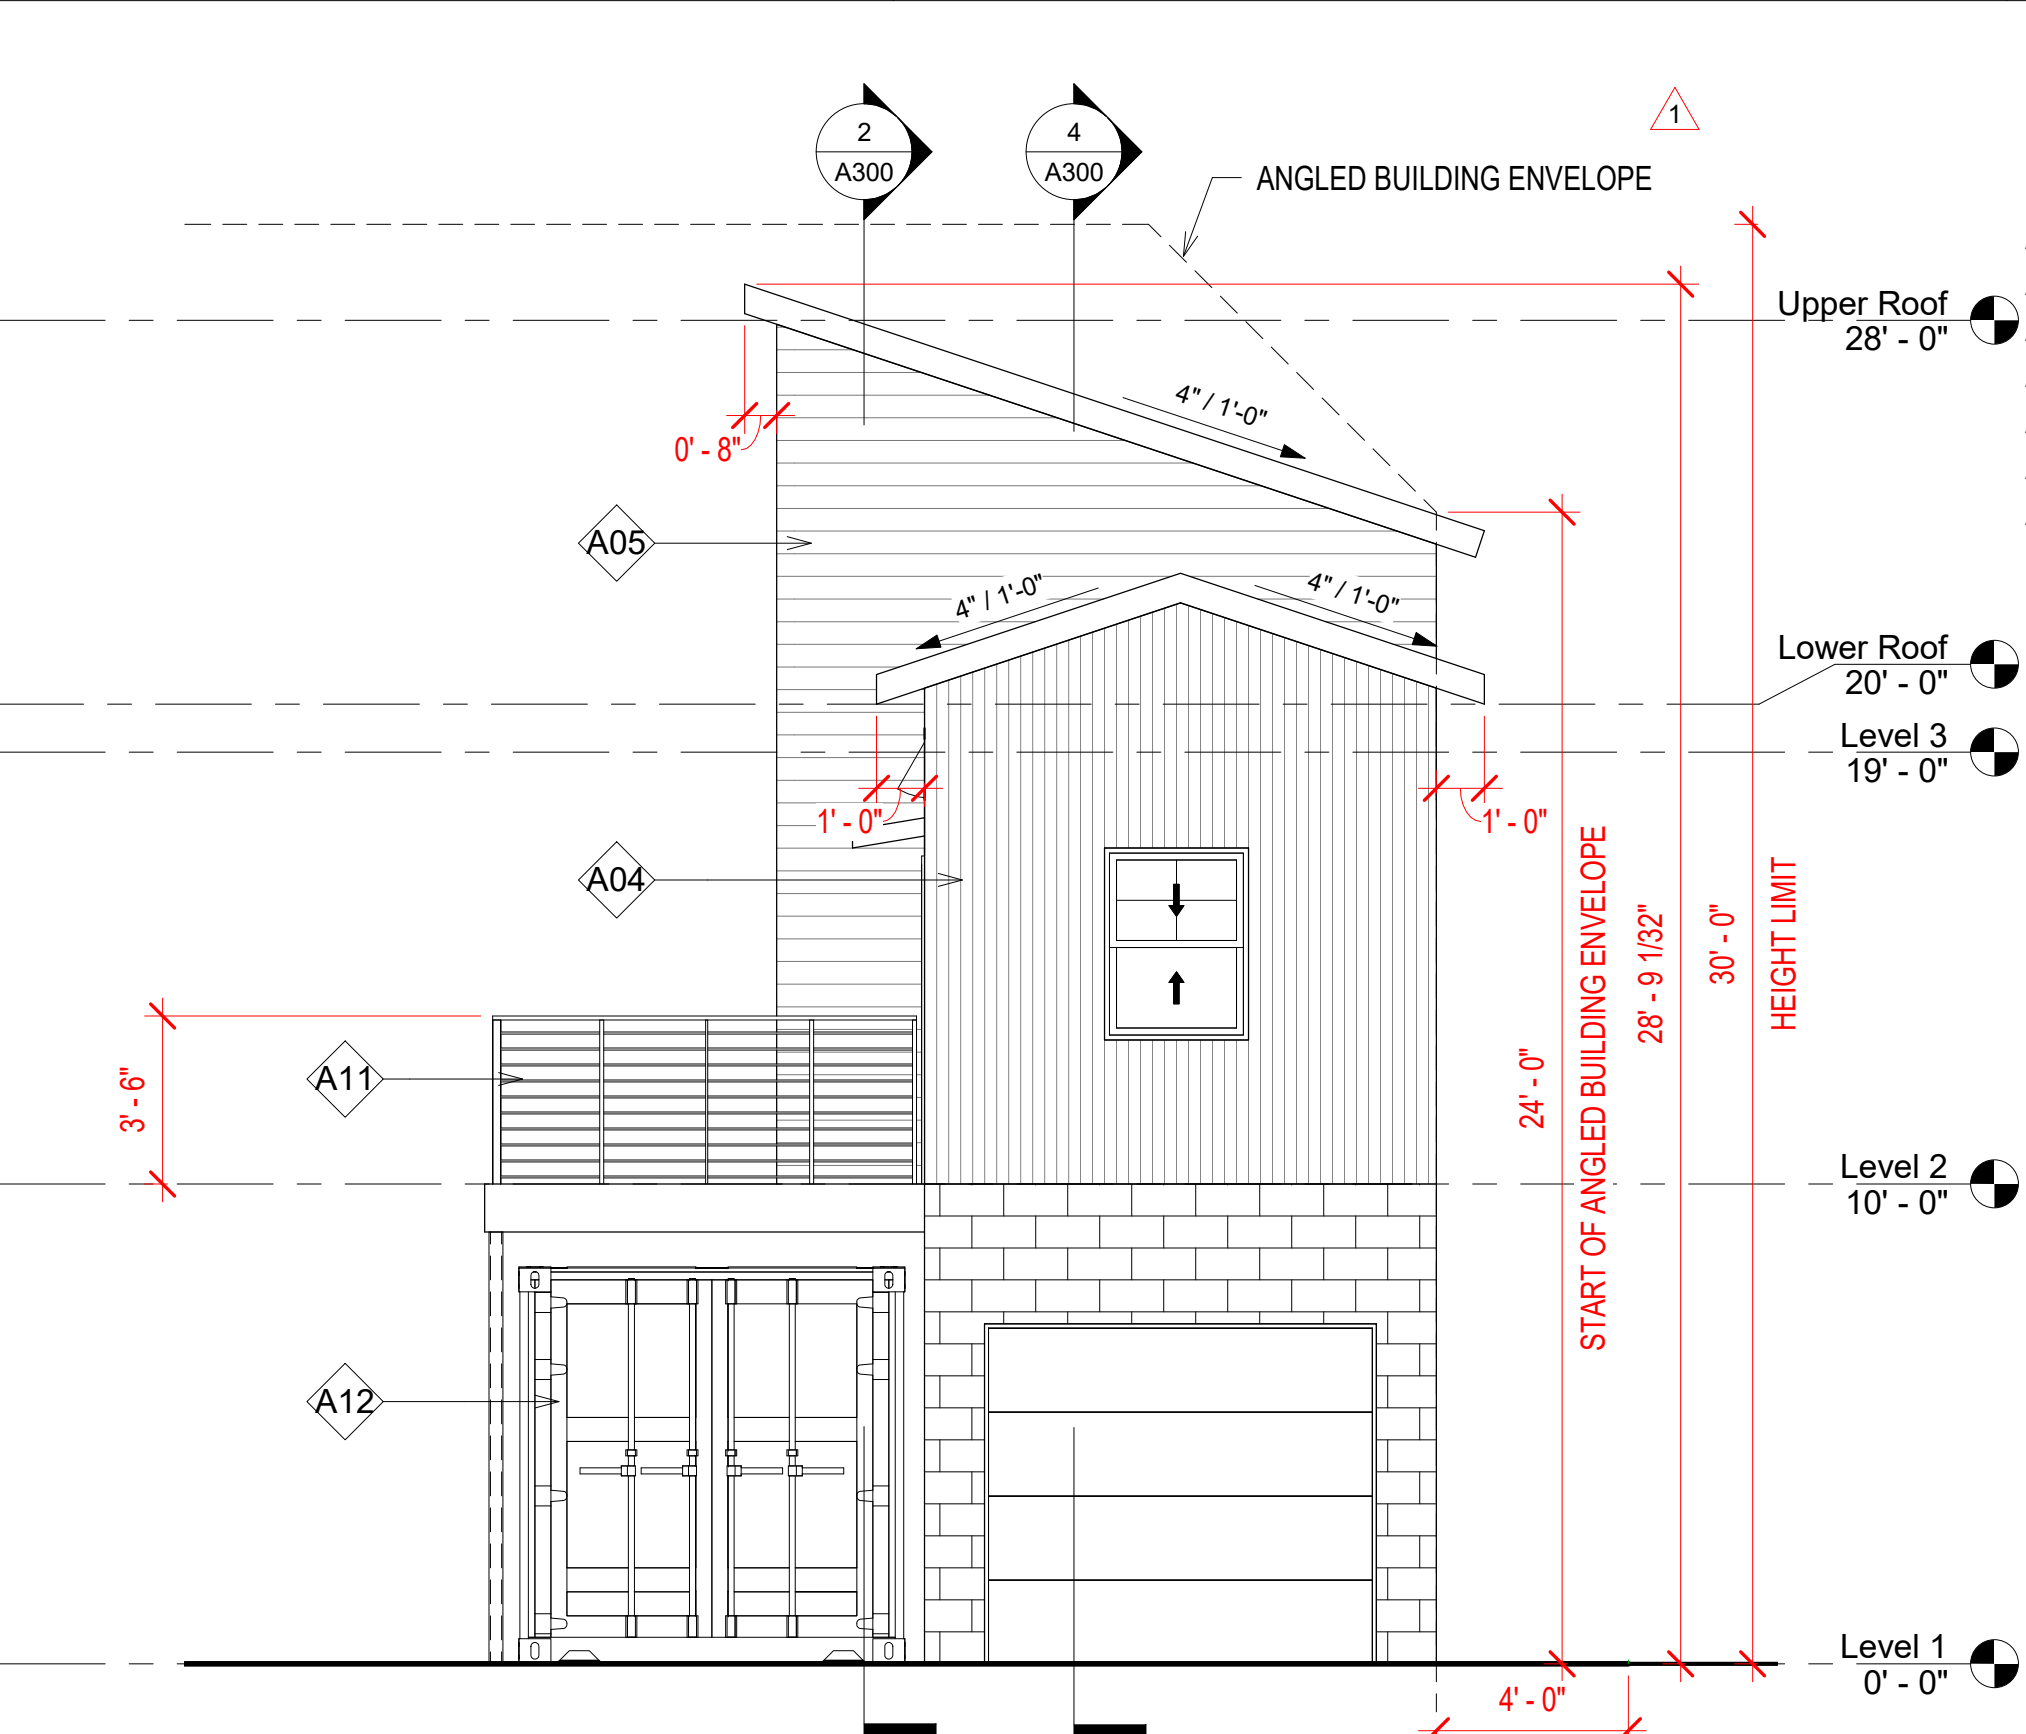 2
A300
4
A300
1
ANGLED BUILDING ENVELOPE
Upper Roof
28' - 0"
4" / 1'-0"
0' - 8"
A05
4" / 1'-0"
4" / 1'-0"
Lower Roof
20' - 0"
Level 3
19' - 0"
1' - 0"
1' - 0"
A04
24' - 0"
START OF ANGLED BUILDING ENVELOPE
28' - 9 1/32"
30' - 0"
HEIGHT LIMIT
3' - 6"
A11
Level 2
10' - 0"
A12
Level 1
0' - 0"
4' - 0"